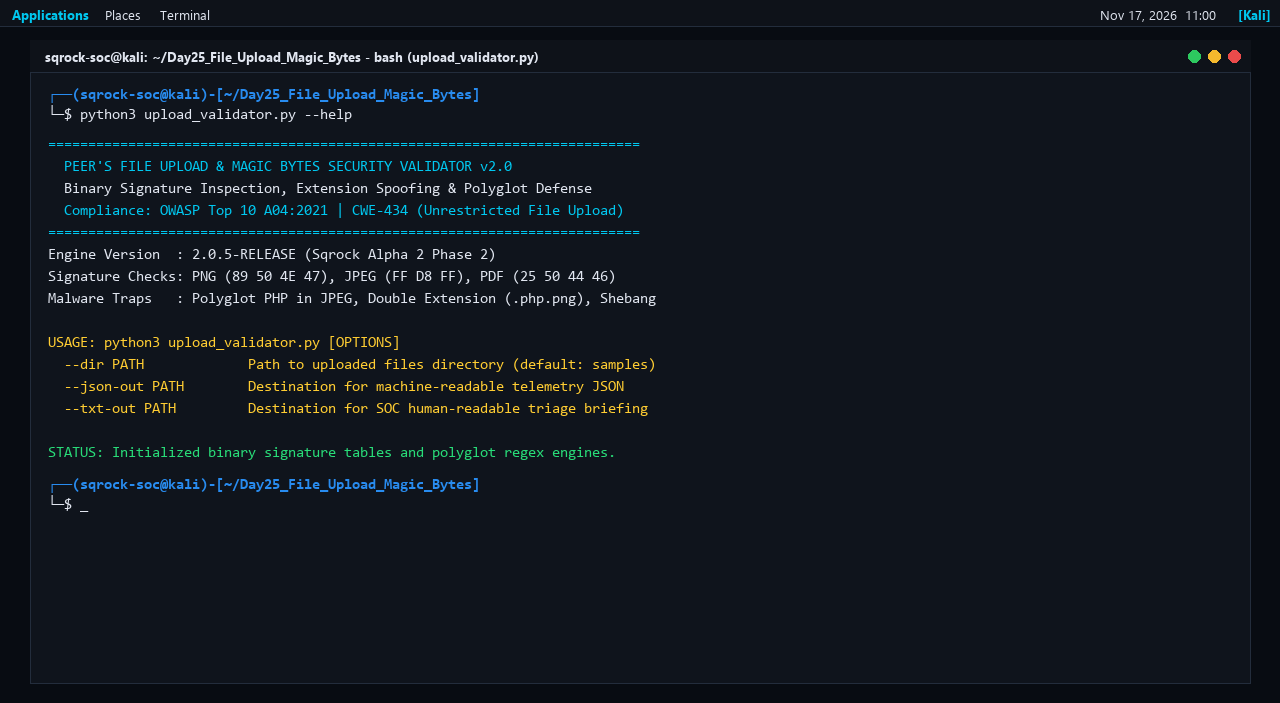 Applications Places Terminal Nov 17, 2026 11:00 [Kali]
sqrock-soc@kali: ~/Day25_File_Upload_Magic_Bytes - bash (upload_validator.py)
┌──(sqrock-soc@kali)-[~/Day25_File_Upload_Magic_Bytes]
└─$ python3 upload_validator.py --help
==========================================================================
PEER'S FILE UPLOAD & MAGIC BYTES SECURITY VALIDATOR v2.0
Binary Signature Inspection, Extension Spoofing & Polyglot Defense
Compliance: OWASP Top 10 A04:2021 | CWE-434 (Unrestricted File Upload)
==========================================================================
Engine Version  : 2.0.5-RELEASE (Sqrock Alpha 2 Phase 2)
Signature Checks: PNG (89 50 4E 47), JPEG (FF D8 FF), PDF (25 50 44 46)
Malware Traps   : Polyglot PHP in JPEG, Double Extension (.php.png), Shebang
USAGE: python3 upload_validator.py [OPTIONS]
--dir PATH             Path to uploaded files directory (default: samples)
--json-out PATH        Destination for machine-readable telemetry JSON
--txt-out PATH         Destination for SOC human-readable triage briefing
STATUS: Initialized binary signature tables and polyglot regex engines.
┌──(sqrock-soc@kali)-[~/Day25_File_Upload_Magic_Bytes]
└─$ _